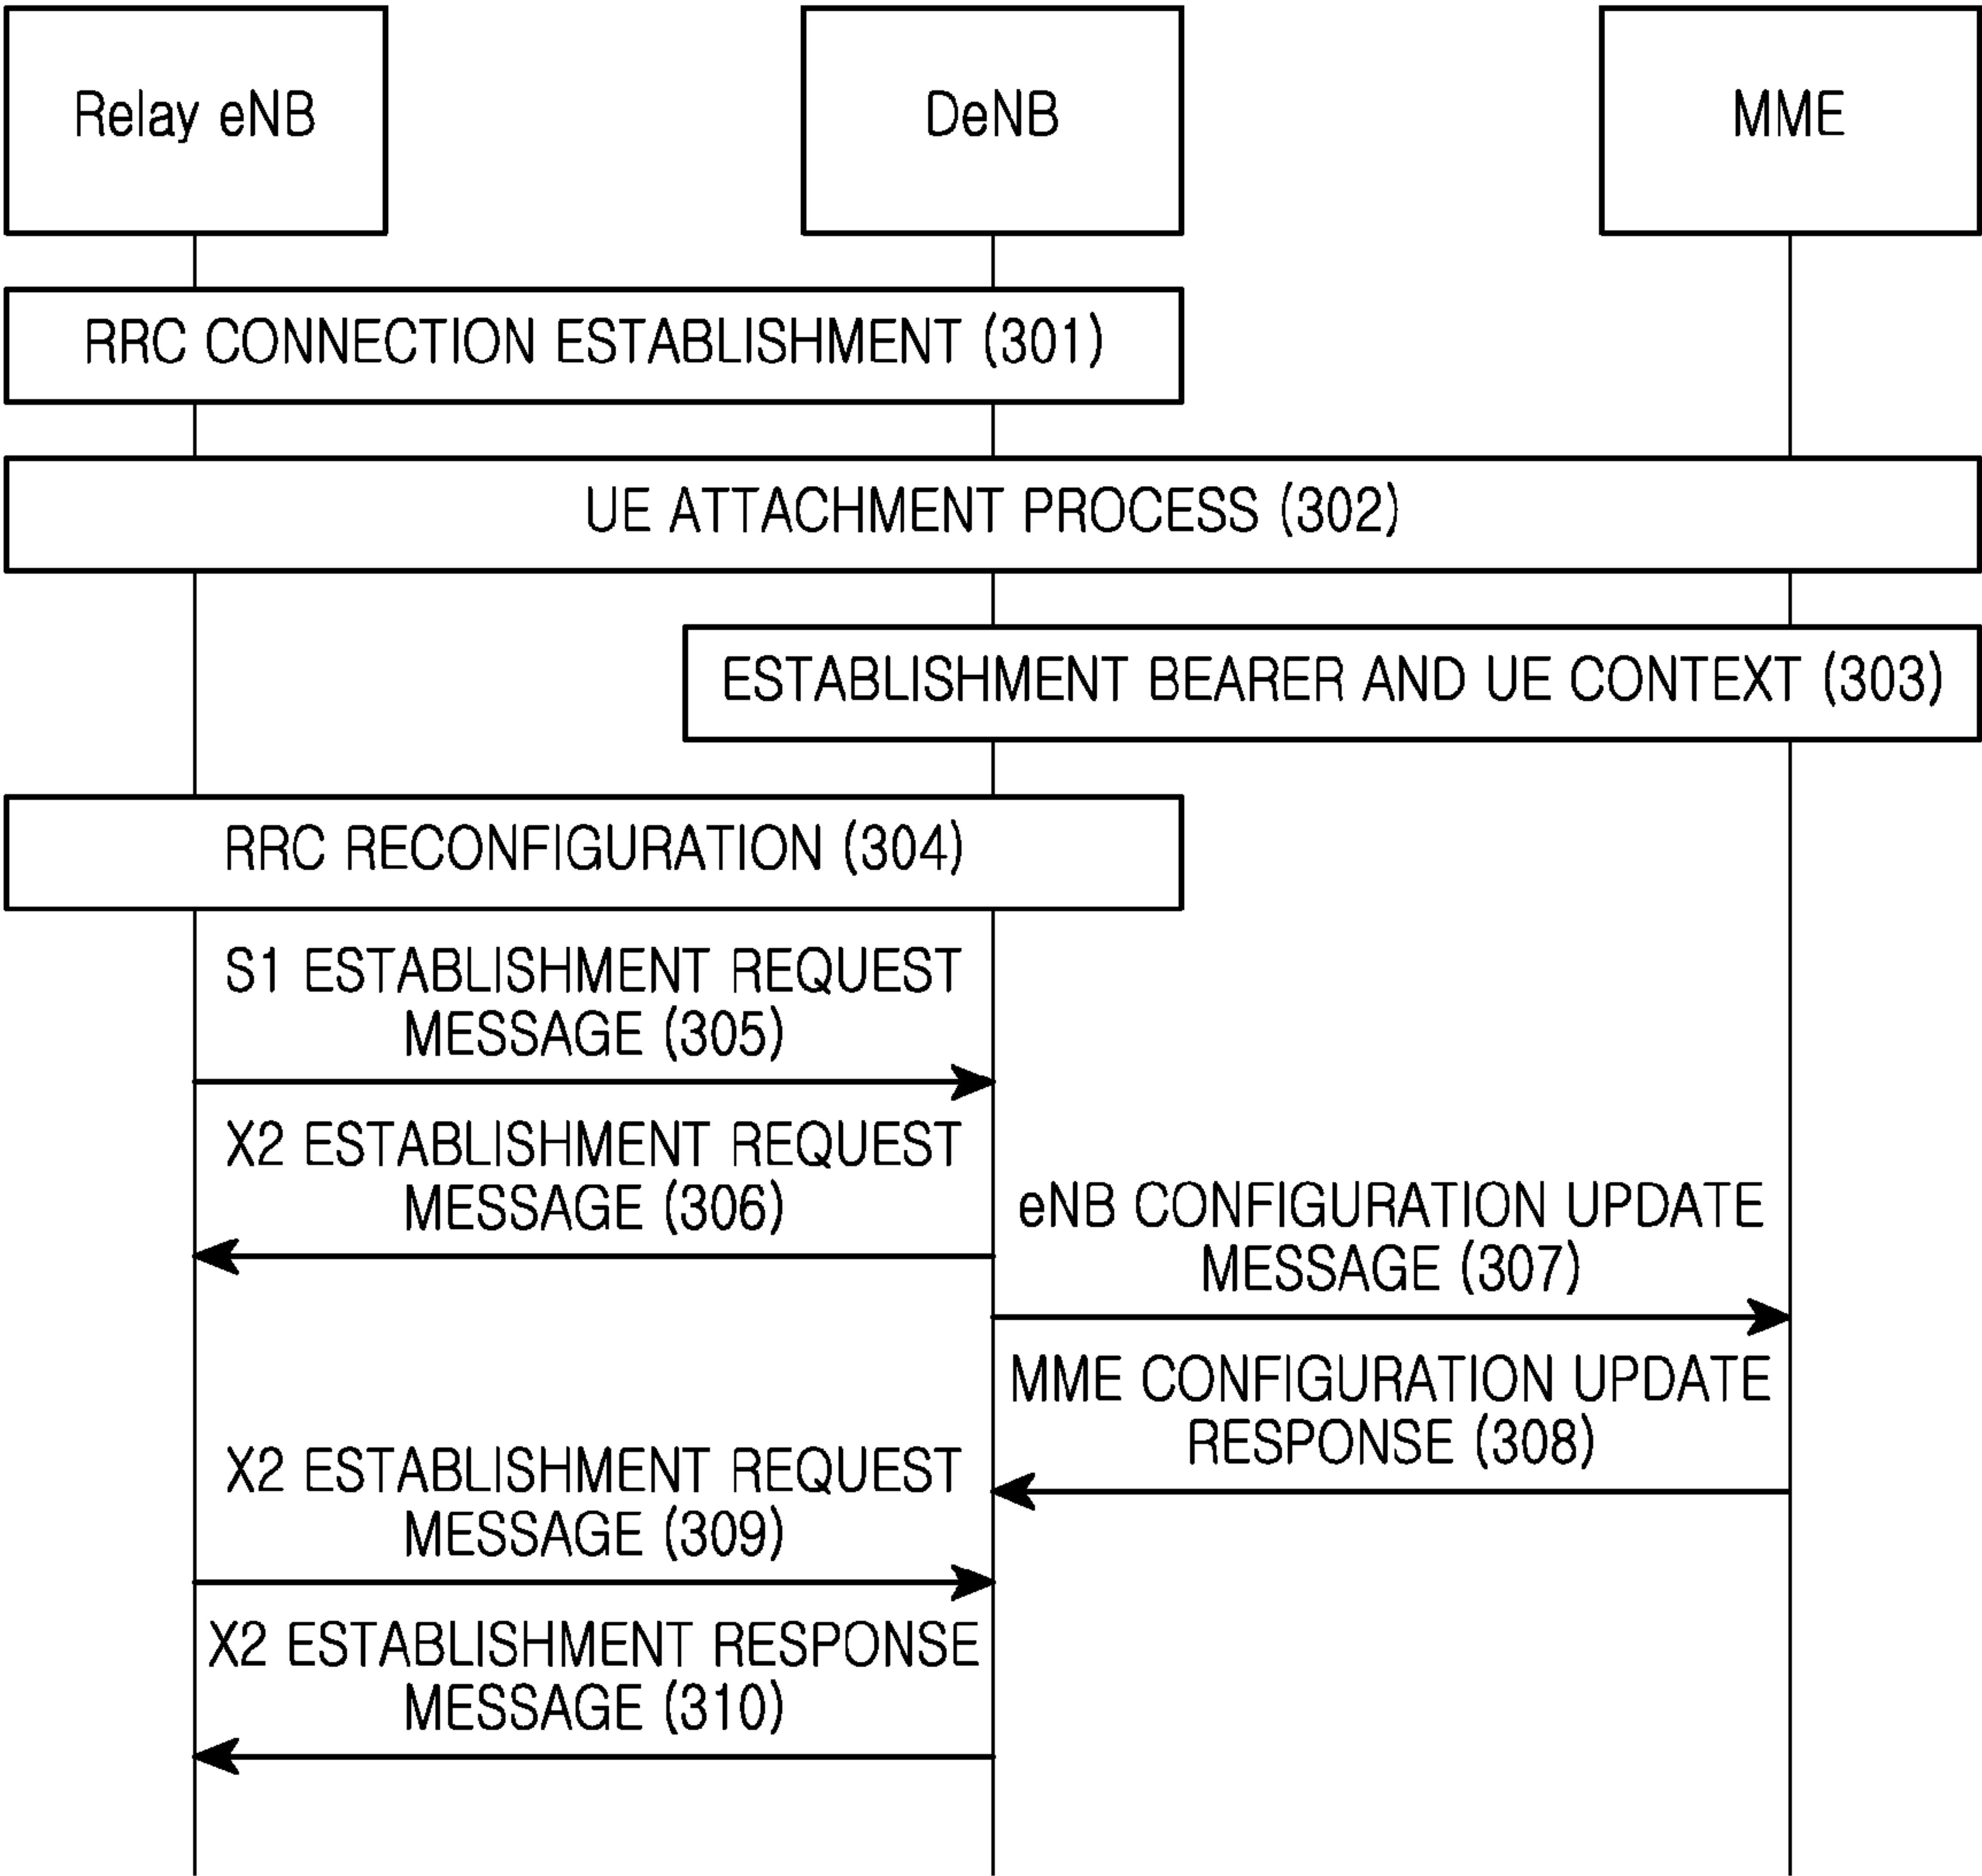 Relay eNB
DeNB
MME
RRC CONNECTION ESTABLISHMENT (301)
UE ATTACHMENT PROCESS (302)
ESTABLISHMENT BEARER AND UE CONTEXT (303)
RRC RECONFIGURATION (304)
S1 ESTABLISHMENT REQUEST
MESSAGE (305)
X2 ESTABLISHMENT REQUEST
MESSAGE (306)
eNB CONFIGURATION UPDATE
MESSAGE (307)
MME CONFIGURATION UPDATE
RESPONSE (308)
X2 ESTABLISHMENT REQUEST
MESSAGE (309)
X2 ESTABLISHMENT RESPONSE
MESSAGE (310)